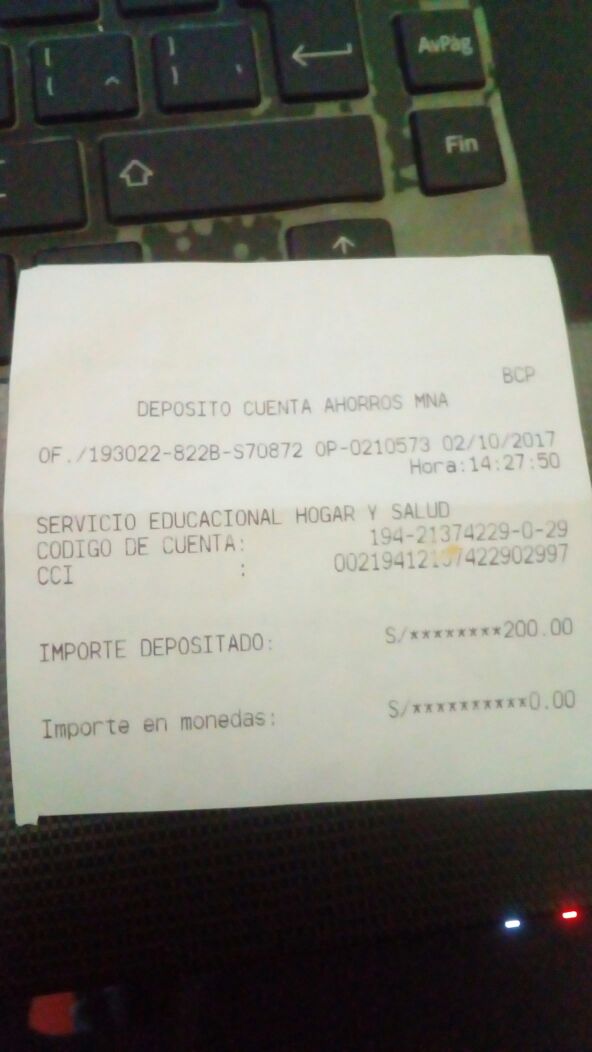 AvPág
Fin
BCP
DEPOSITO CUENTA AHORROS MNA
OF./193022-822B-S70872 OP-0210573 02/10/2017
Hora:14:27:50
SERVICIO EDUCACIONAL HOGAR Y SALUD
CODIGO DE CUENTA: 194-21374229-0-29
CCI : 00219412137422902997
IMPORTE DEPOSITADO: S/********200.00
Importe en monedas: S/**********0.00